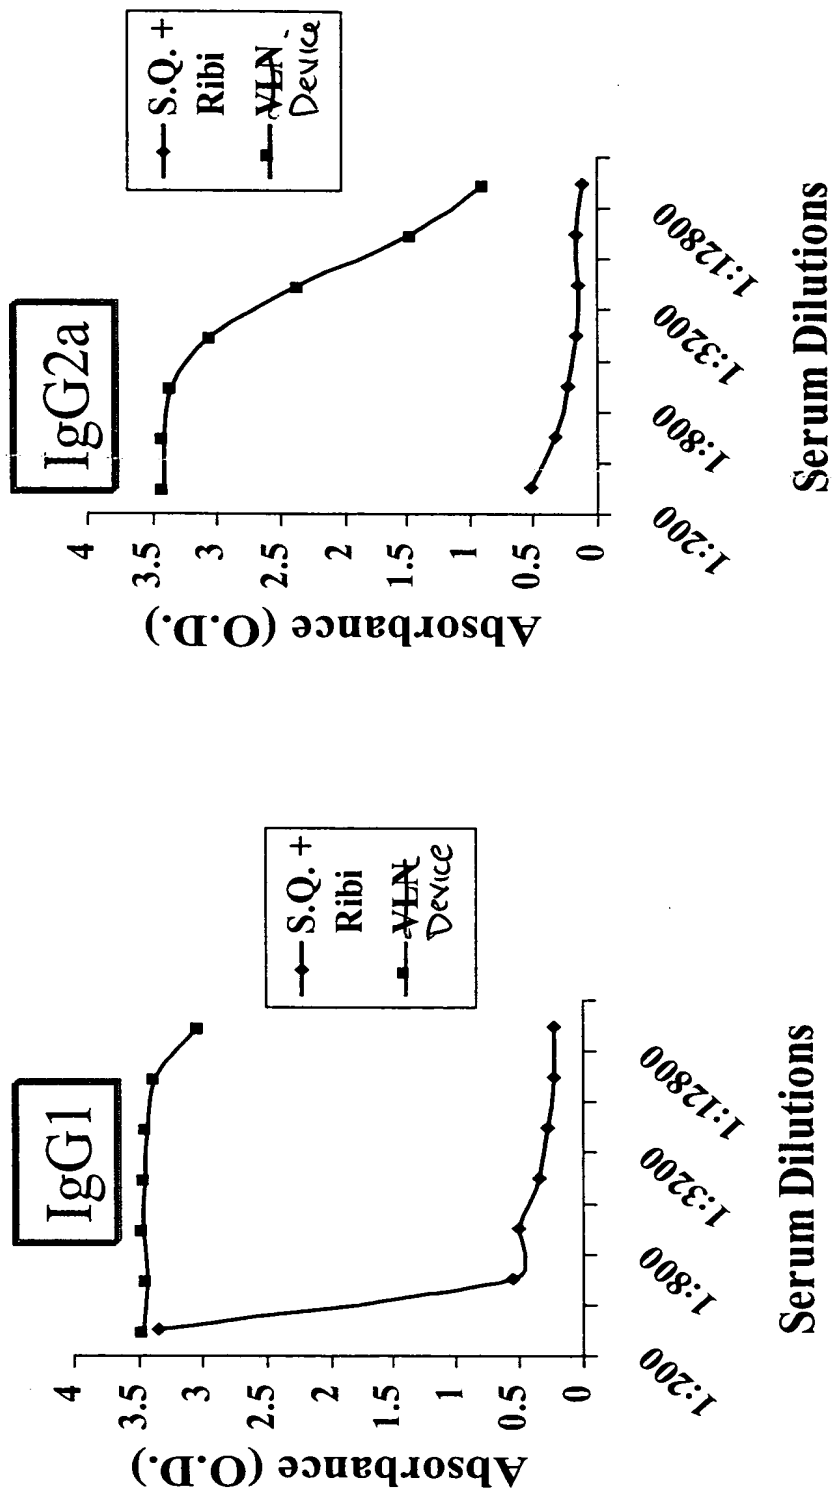 IgG1
Absorbance (O.D.)
4
3.5
3
2.5
2
1.5
1
0.5
0
1:200
1:800
1:3200
1:12800
Serum Dilutions
S.Q. +
Ribi
VLN
Device
IgG2a
Absorbance (O.D.)
4
3.5
3
2.5
2
1.5
1
0.5
0
1:200
1:800
1:3200
1:12800
Serum Dilutions
S.Q. +
Ribi
VLN
Device